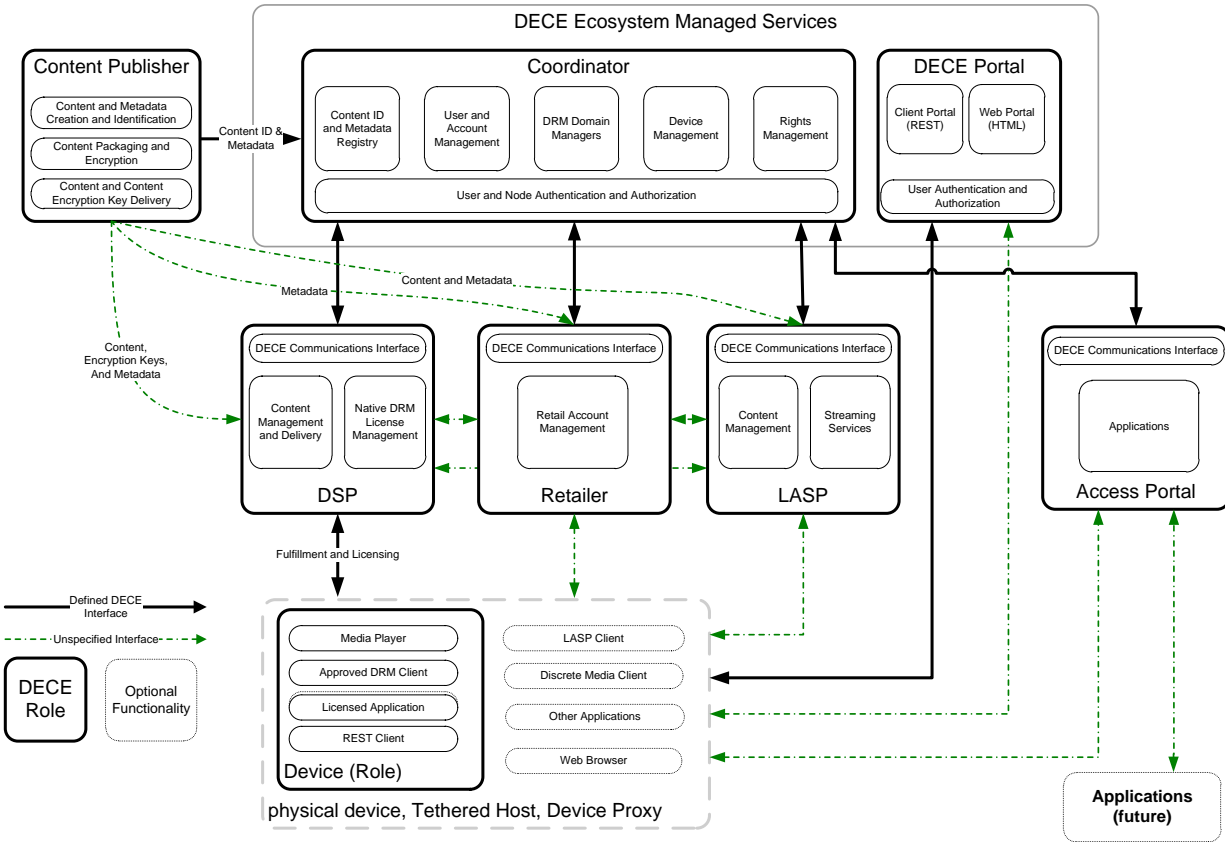 DECE Ecosystem Managed Services
Content Publisher
Content and Metadata
Creation and Identification
Content Packaging and
Encryption
Content and Content
Encryption Key Delivery
Content ID &
Metadata
Coordinator
Content ID
and Metadata
Registry
User and
Account
Management
DRM Domain
Managers
Device
Management
Rights
Management
User and Node Authentication and Authorization
DECE Portal
Client Portal
(REST)
Web Portal
(HTML)
User Authentication and
Authorization
Content and Metadata
Metadata
Content,
Encryption Keys,
And Metadata
DECE Communications Interface
Content
Management
and Delivery
Native DRM
License
Management
DSP
DECE Communications Interface
Retail Account
Management
Retailer
DECE Communications Interface
Content
Management
Streaming
Services
LASP
DECE Communications Interface
Applications
Access Portal
Fulfillment and Licensing
Defined DECE
Interface
Unspecified Interface
DECE
Role
Optional
Functionality
Media Player
Approved DRM Client
Licensed Application
REST Client
Device (Role)
LASP Client
Discrete Media Client
Other Applications
Web Browser
physical device, Tethered Host, Device Proxy
Applications
(future)